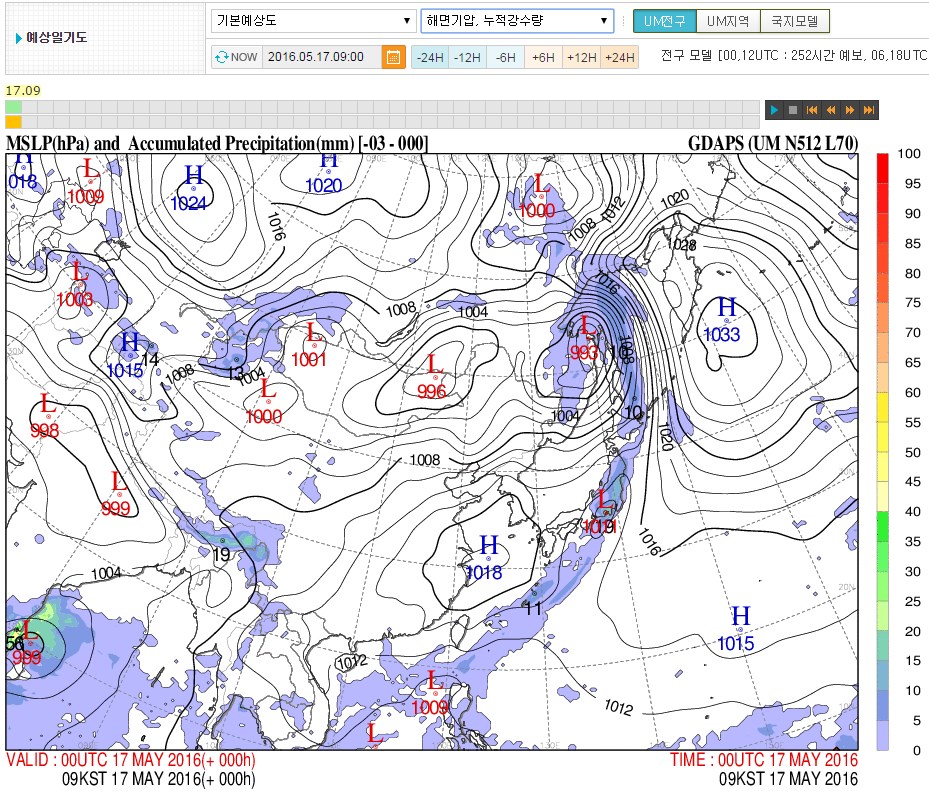 예상일기도
기본예상도
해면기압, 누적강수량
UM전구
UM지역
국지모델
NOW
2016.05.17.09:00
-24H
-12H
-6H
+6H
+12H
+24H
전구 모델 [00,12UTC : 252시간 예보, 06,18UTC
17.09
MSLP(hPa) and Accumulated Precipitation(mm) [-03 - 000]
GDAPS (UM N512 L70)
H
018
L
1009
H
1024
H
1020
L
1000
1012
1020
1008
1016
1028
L
1003
1016
1008
1004
H
1033
L
1001
L
993
1008
H
1015
14
1008
13
1004
L
996
L
1000
1004
10
L
998
1020
1008
L
999
L
1011
19
1016
H
1018
1004
11
H
1015
56
L
999
1012
L
1009
1012
L
100
95
90
85
80
75
70
65
60
55
50
45
40
35
30
25
20
15
10
5
0
VALID : 00UTC 17 MAY 2016(+ 000h)
TIME : 00UTC 17 MAY 2016
09KST 17 MAY 2016(+ 000h)
09KST 17 MAY 2016